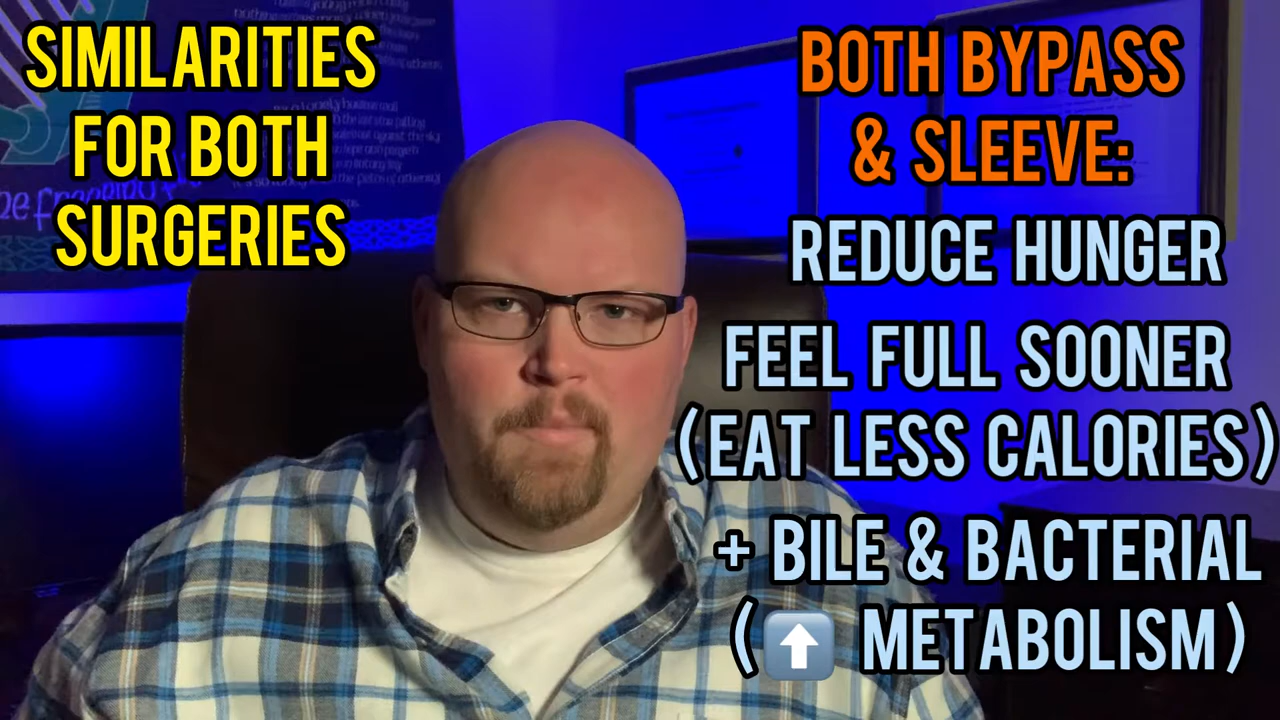 SIMILARITIES
FOR BOTH
SURGERIES
BOTH BYPASS
& SLEEVE:
REDUCE HUNGER
FEEL FULL SOONER
(EAT LESS CALORIES)
+ BILE & BACTERIAL
(⬆️ METABOLISM)